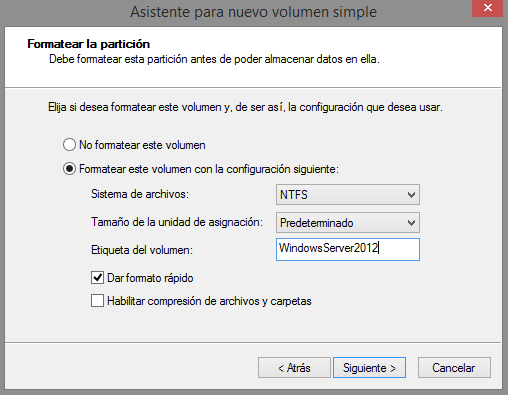 Asistente para nuevo volumen simple
Formatear la partición
Debe formatear esta partición antes de poder almacenar datos en ella.
Elija si desea formatear este volumen y, de ser así, la configuración que desea usar.
No formatear este volumen
Formatear este volumen con la configuración siguiente:
Sistema de archivos: NTFS
Tamaño de la unidad de asignación: Predeterminado
Etiqueta del volumen: WindowsServer2012
Dar formato rápido
Habilitar compresión de archivos y carpetas
< Atrás Siguiente > Cancelar